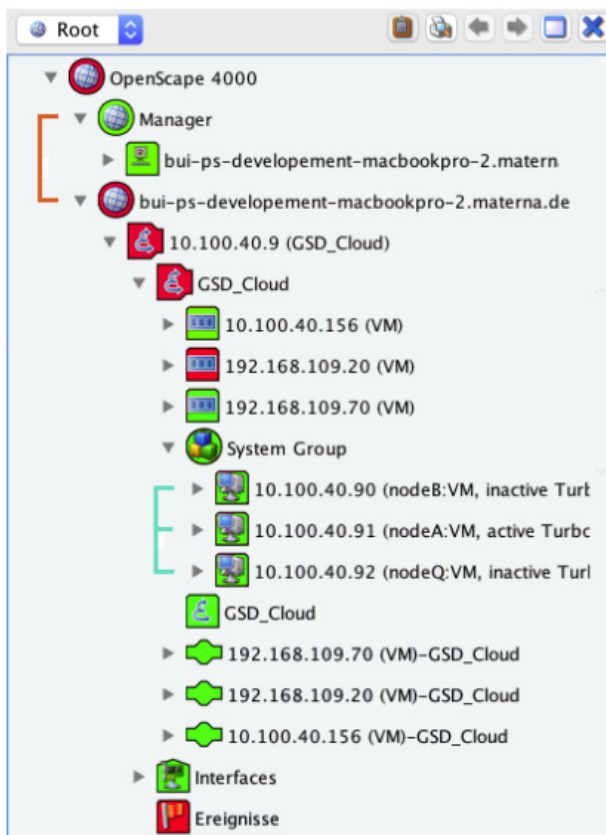 Root
OpenScape 4000
Manager
bui-ps-developement-macbookpro-2.matern
bui-ps-developement-macbookpro-2.materna.de
10.100.40.9 (GSD_Cloud)
GSD_Cloud
10.100.40.156 (VM)
192.168.109.20 (VM)
192.168.109.70 (VM)
System Group
10.100.40.90 (nodeB:VM, inactive Turb
10.100.40.91 (nodeA:VM, active Turbo
10.100.40.92 (nodeQ:VM, inactive Turl
GSD_Cloud
192.168.109.70 (VM)-GSD_Cloud
192.168.109.20 (VM)-GSD_Cloud
10.100.40.156 (VM)-GSD_Cloud
Interfaces
Ereignisse